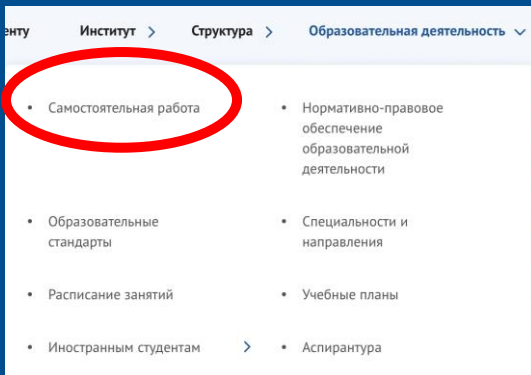 енту Институт > Структура > Образовательная деятельность
• Самостоятельная работа
• Нормативно-правовое
обеспечение
образовательной
деятельности
• Образовательные
стандарты
• Специальности и
направления
• Расписание занятий
• Учебные планы
• Иностранным студентам >
• Аспирантура